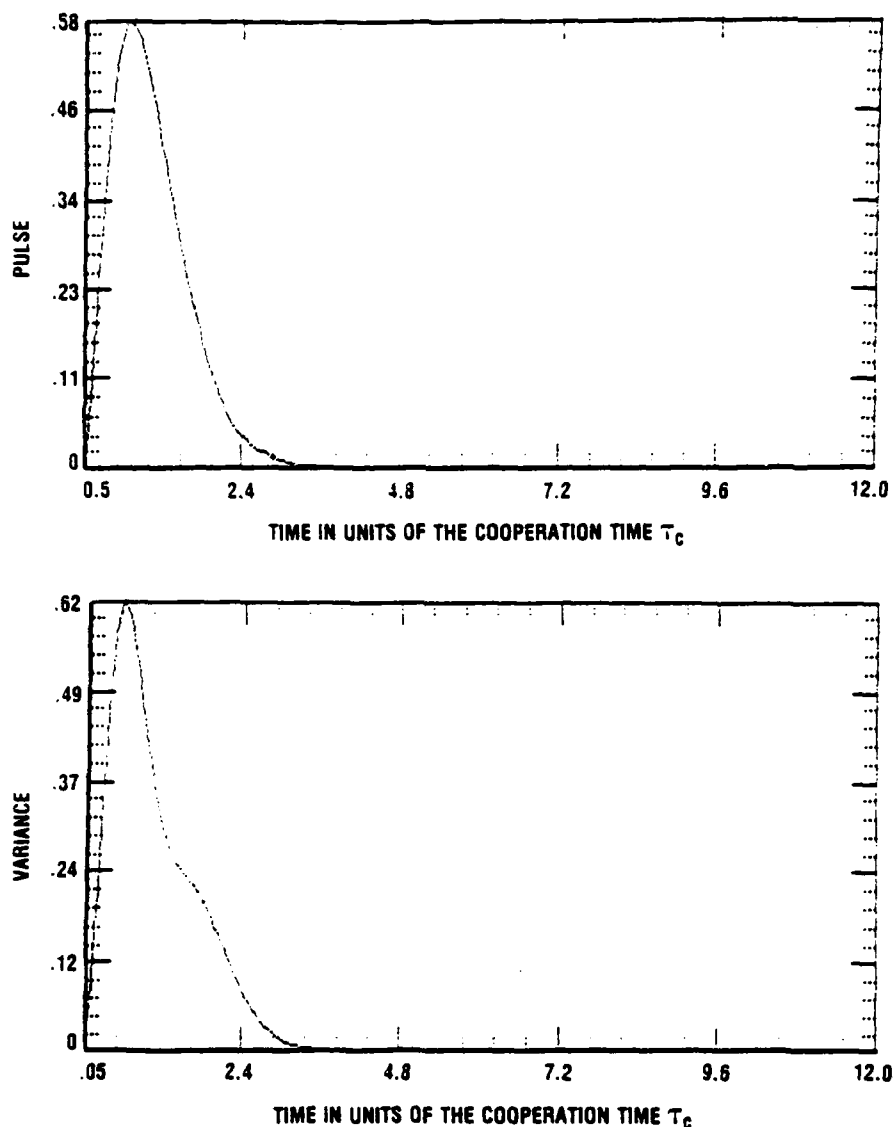 .58
.46
.34
.23
.11
0
PULSE
0.5 2.4 4.8 7.2 9.6 12.0
TIME IN UNITS OF THE COOPERATION TIME τc
.62
.49
.37
.24
.12
0
VARIANCE
.05 2.4 4.8 7.2 9.6 12.0
TIME IN UNITS OF THE COOPERATION TIME τc